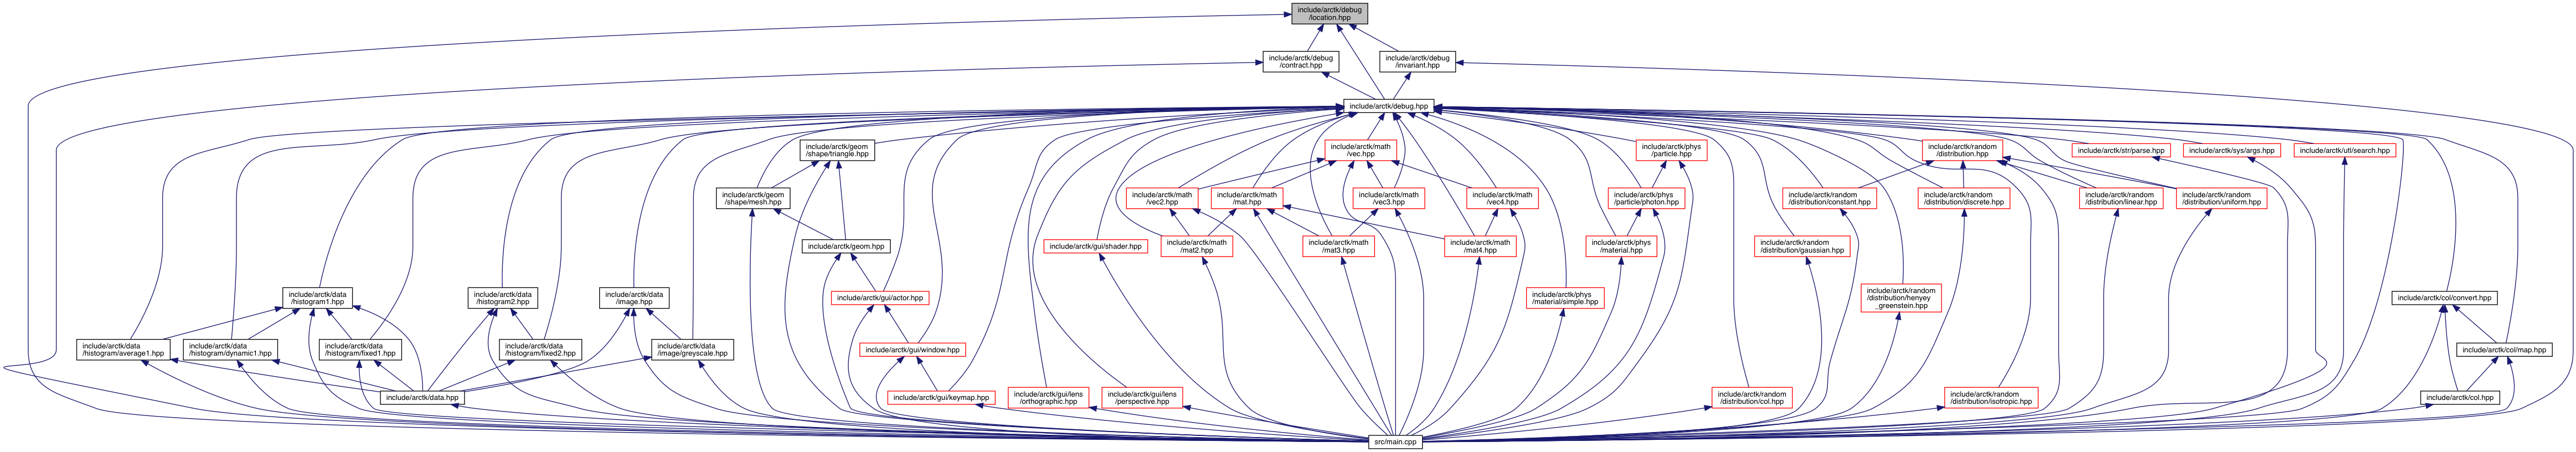 include/arctk/debug
/location.hpp
include/arctk/debug
/contract.hpp
include/arctk/debug
/invariant.hpp
include/arctk/debug.hpp
include/arctk/geom
/shape/triangle.hpp
include/arctk/math
/vec.hpp
include/arctk/phys
/particle.hpp
include/arctk/random
/distribution.hpp
include/arctk/str/parse.hpp
include/arctk/sys/args.hpp
include/arctk/utl/search.hpp
include/arctk/geom
/shape/mesh.hpp
include/arctk/math
/vec2.hpp
include/arctk/math
/mat.hpp
include/arctk/math
/vec3.hpp
include/arctk/math
/vec4.hpp
include/arctk/phys
/particle/photon.hpp
include/arctk/random
/distribution/constant.hpp
include/arctk/random
/distribution/discrete.hpp
include/arctk/random
/distribution/linear.hpp
include/arctk/random
/distribution/uniform.hpp
include/arctk/geom.hpp
include/arctk/gui/shader.hpp
include/arctk/math
/mat2.hpp
include/arctk/math
/mat3.hpp
include/arctk/math
/mat4.hpp
include/arctk/phys
/material.hpp
include/arctk/random
/distribution/gaussian.hpp
include/arctk/data
/histogram1.hpp
include/arctk/data
/histogram2.hpp
include/arctk/data
/image.hpp
include/arctk/gui/actor.hpp
include/arctk/phys
/material/simple.hpp
include/arctk/random
/distribution/henyey
_greenstein.hpp
include/arctk/col/convert.hpp
include/arctk/data
/histogram/average1.hpp
include/arctk/data
/histogram/dynamic1.hpp
include/arctk/data
/histogram/fixed1.hpp
include/arctk/data
/histogram/fixed2.hpp
include/arctk/data
/image/greyscale.hpp
include/arctk/gui/window.hpp
include/arctk/col/map.hpp
include/arctk/data.hpp
include/arctk/gui/keymap.hpp
include/arctk/gui/lens
/orthographic.hpp
include/arctk/gui/lens
/perspective.hpp
include/arctk/random
/distribution/col.hpp
include/arctk/random
/distribution/isotropic.hpp
include/arctk/col.hpp
src/main.cpp